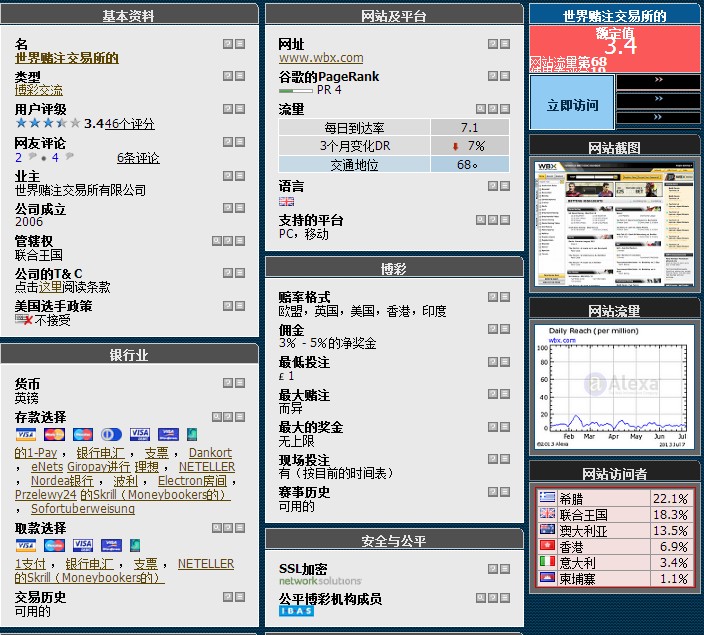 基本资料
名
世界赌注交易所的
类型
博彩交流
用户评级
3.4 46个评分
网友评论
2 4 6条评论
业主
世界赌注交易所有限公司
公司成立
2006
管辖权
联合王国
公司的T& C
点击这里阅读条款
美国选手政策
不接受
银行业
货币
英镑
存款选择
VISA
的1-Pay ， 银行电汇 ， 支票 ， Dankort
， eNets Giropay进行 理想 ， NETELLER
， Nordea银行 ， 波利 ， Electron房间 ，
Przelewy24 的Skrill（Moneybookers的）
， Sofortuberweisung
取款选择
VISA
1支付 ， 银行电汇 ， 支票 ， NETELLER
的Skrill（Moneybookers的）
交易历史
可用的
网站及平台
网址
www.wbx.com
谷歌的PageRank
PR 4
流量
每日到达率 7.1
3个月变化DR 7%
交通地位 68。
语言
支持的平台
PC，移动
博彩
赔率格式
欧盟，英国，美国，香港，印度
佣金
3% - 5%的净奖金
最低投注
£ 1
最大赌注
而异
最大的奖金
无上限
现场投注
有（按目前的时间表）
赛事历史
可用的
安全与公平
SSL加密
networksolutions
公平博彩机构成员
IBAS
世界赌注交易所的
额定值
3.4
网站流量第68
立即访问
››
››
››
网站截图
WBX
网站流量
Daily Reach (per million)
wbx.com
100
80
60
40
20
0
Alexa
Feb Mar Apr May Jun Jul
©2013 Alexa 2013 Jul 7
网站访问者
希腊 22.1%
联合王国 18.3%
澳大利亚 13.5%
香港 6.9%
意大利 3.4%
柬埔寨 1.1%